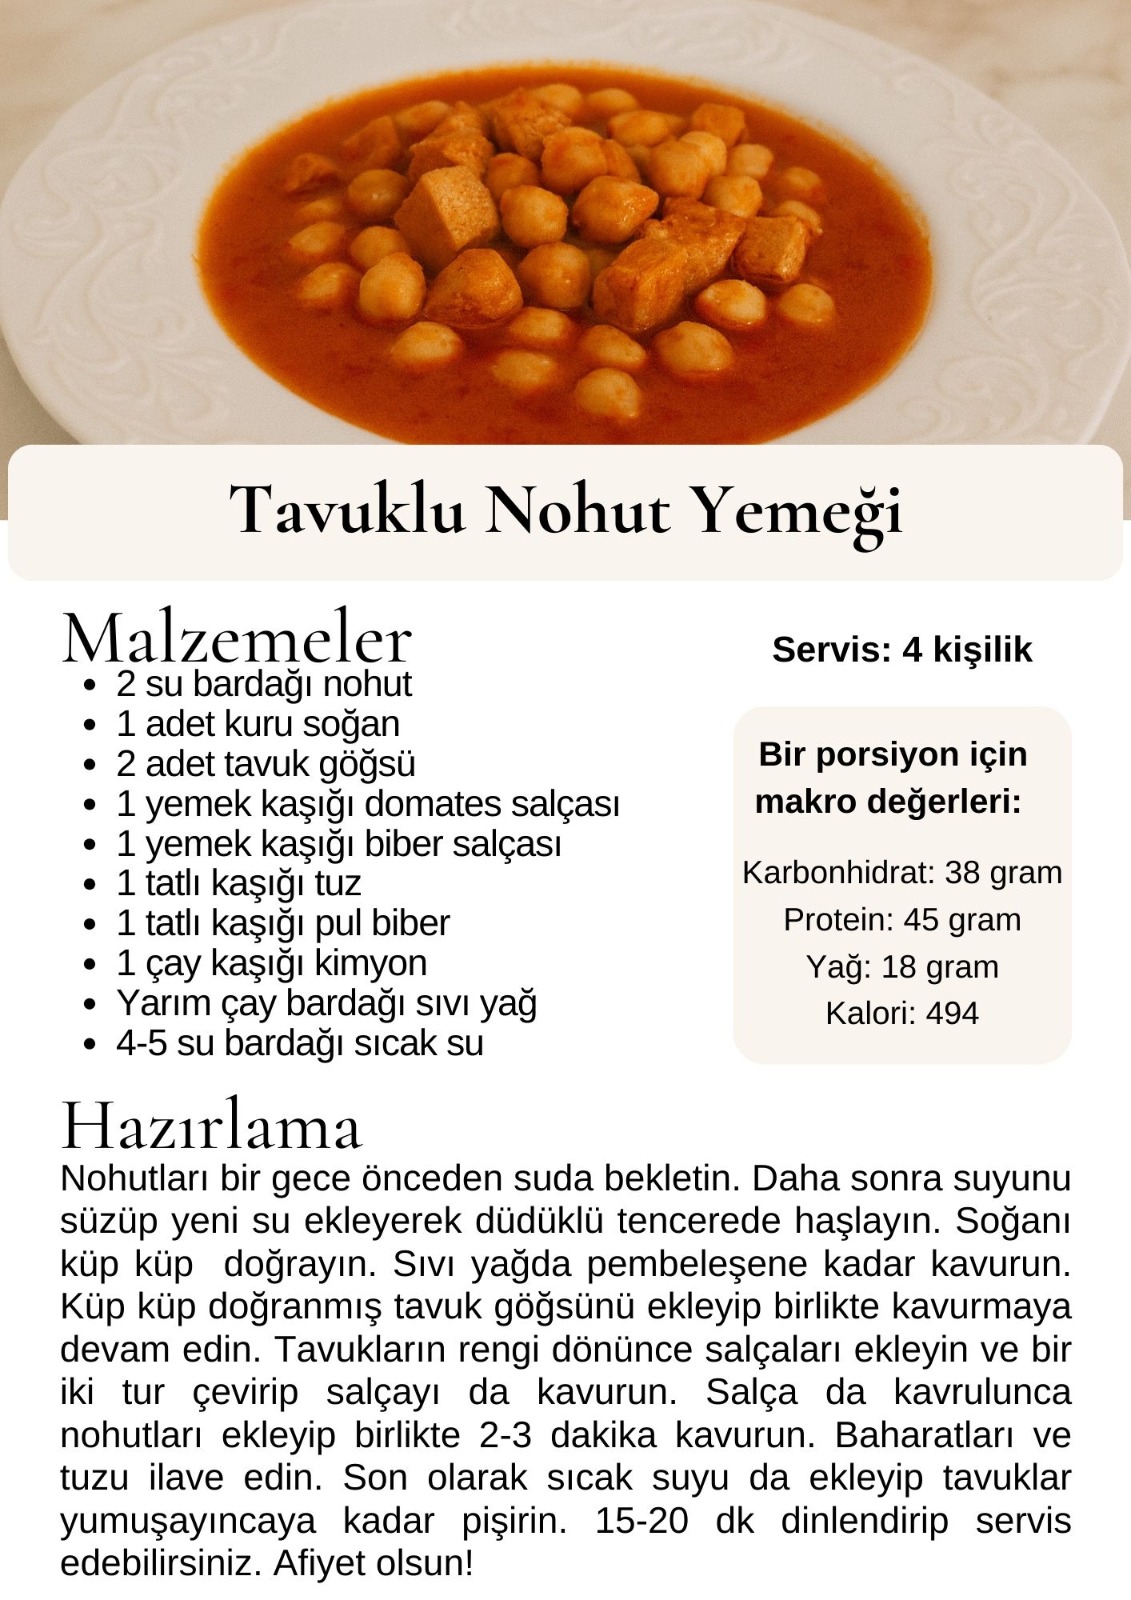 Tavuklu Nohut Yemeği
Malzemeler
2 su bardağı nohut
1 adet kuru soğan
2 adet tavuk göğsü
1 yemek kaşığı domates salçası
1 yemek kaşığı biber salçası
1 tatlı kaşığı tuz
1 tatlı kaşığı pul biber
1 çay kaşığı kimyon
Yarım çay bardağı sıvı yağ
4-5 su bardağı sıcak su
Servis: 4 kişilik
Bir porsiyon için
makro değerleri:
Karbonhidrat: 38 gram
Protein: 45 gram
Yağ: 18 gram
Kalori: 494
Hazırlama
Nohutları bir gece önceden suda bekletin. Daha sonra suyunu
süzüp yeni su ekleyerek düdüklü tencerede haşlayın. Soğanı
küp küp doğrayın. Sıvı yağda pembeleşene kadar kavurun.
Küp küp doğranmış tavuk göğsünü ekleyip birlikte kavurmaya
devam edin. Tavukların rengi dönünce salçaları ekleyin ve bir
iki tur çevirip salçayı da kavurun. Salça da kavrulunca
nohutları ekleyip birlikte 2-3 dakika kavurun. Baharatları ve
tuzu ilave edin. Son olarak sıcak suyu da ekleyip tavuklar
yumuşayıncaya kadar pişirin. 15-20 dk dinlendirip servis
edebilirsiniz. Afiyet olsun!